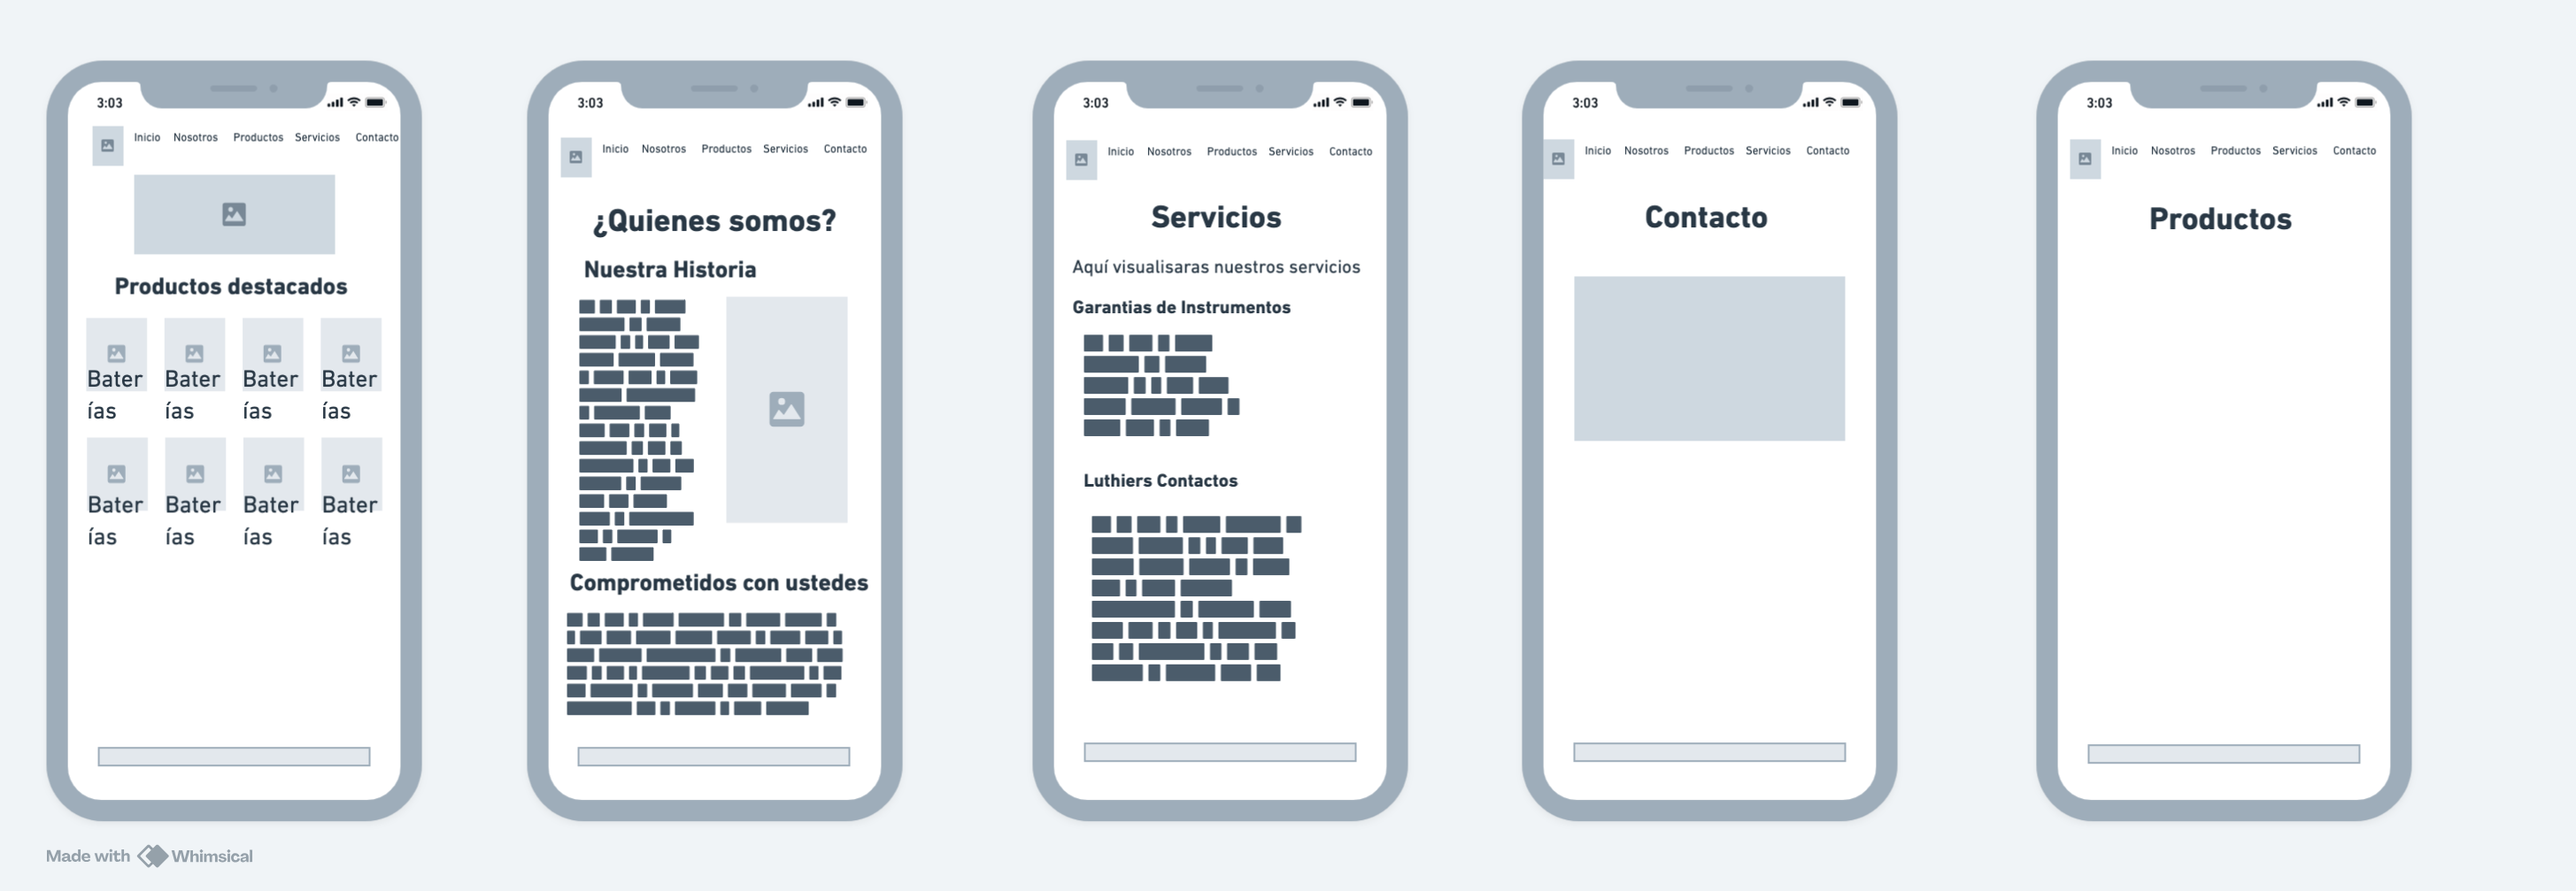 3:03
Inicio Nosotros Productos Servicios Contacto
Productos destacados
Bater Bater Bater Bater
ías ías ías ías
Bater Bater Bater Bater
ías ías ías ías
3:03
Inicio Nosotros Productos Servicios Contacto
¿Quienes somos?
Nuestra Historia
Comprometidos con ustedes
3:03
Inicio Nosotros Productos Servicios Contacto
Servicios
Aquí visualisaras nuestros servicios
Garantias de Instrumentos
Luthiers Contactos
3:03
Inicio Nosotros Productos Servicios Contacto
Contacto
3:03
Inicio Nosotros Productos Servicios Contacto
Productos
Made with Whimsical